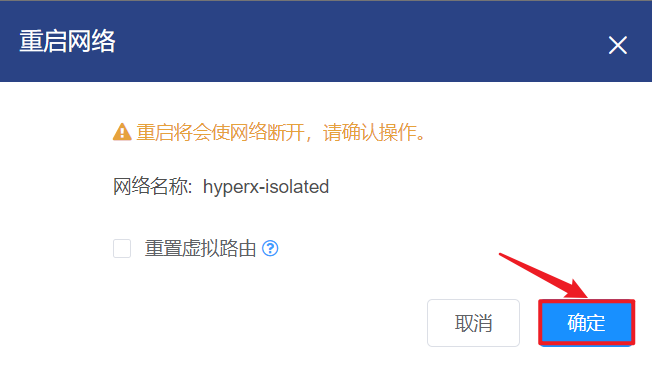 重启网络
重启将会使网络断开，请确认操作。
网络名称: hyperx-isolated
重置虚拟路由
取消 确定